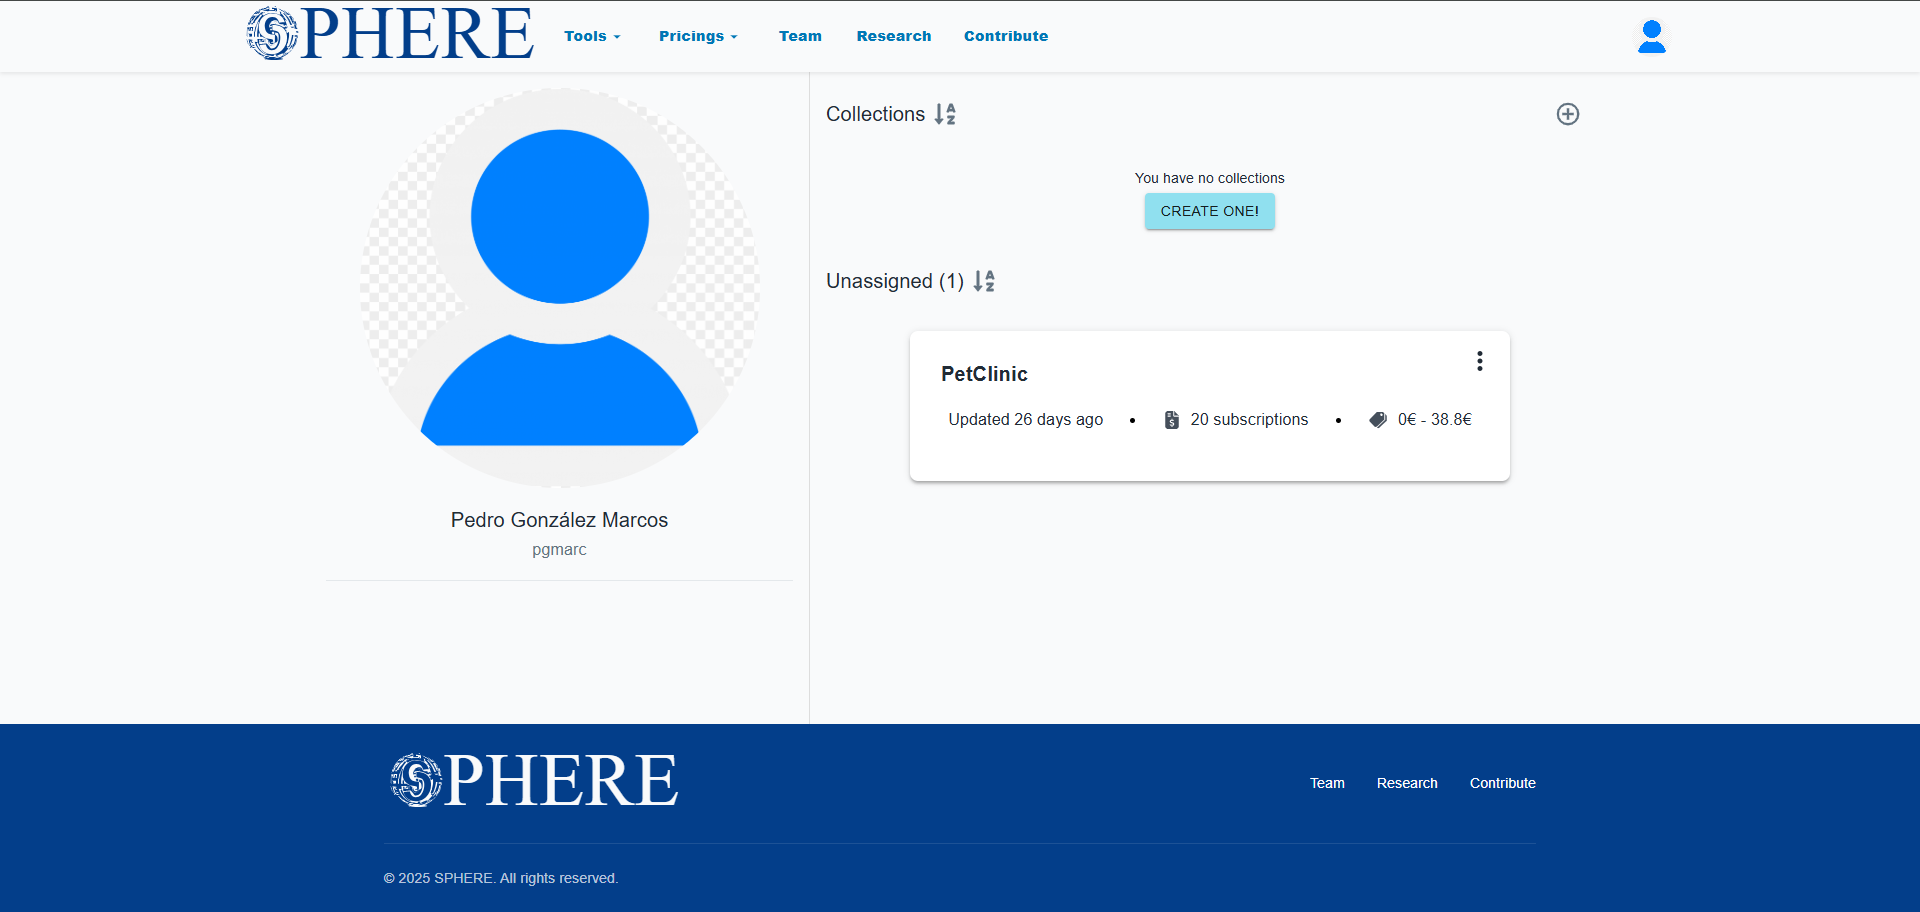 SPHERE
Tools
Pricings
Team
Research
Contribute
Collections
You have no collections
CREATE ONE!
Unassigned (1)
PetClinic
Updated 26 days ago • 20 subscriptions • 0€ - 38.8€
Pedro González Marcos
pgmarc
SPHERE
Team
Research
Contribute
© 2025 SPHERE. All rights reserved.